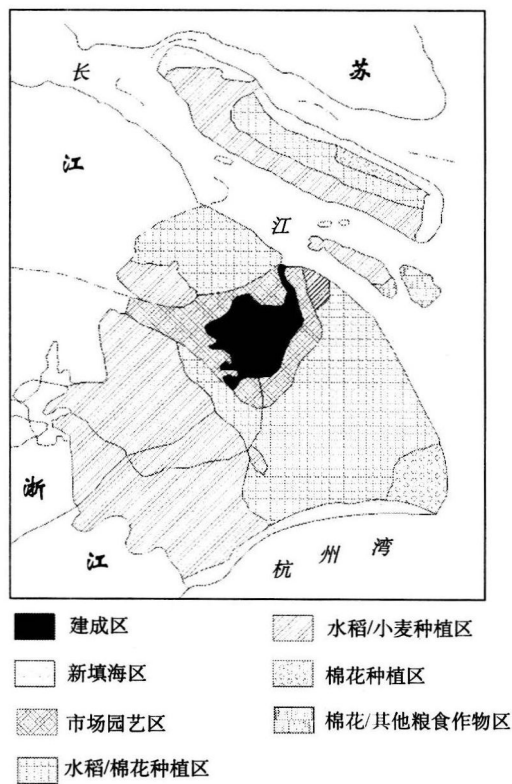 长
苏
江
江
浙
江
杭 州 湾
建成区
水稻/小麦种植区
新填海区
棉花种植区
市场园艺区
棉花/其他粮食作物区
水稻/棉花种植区